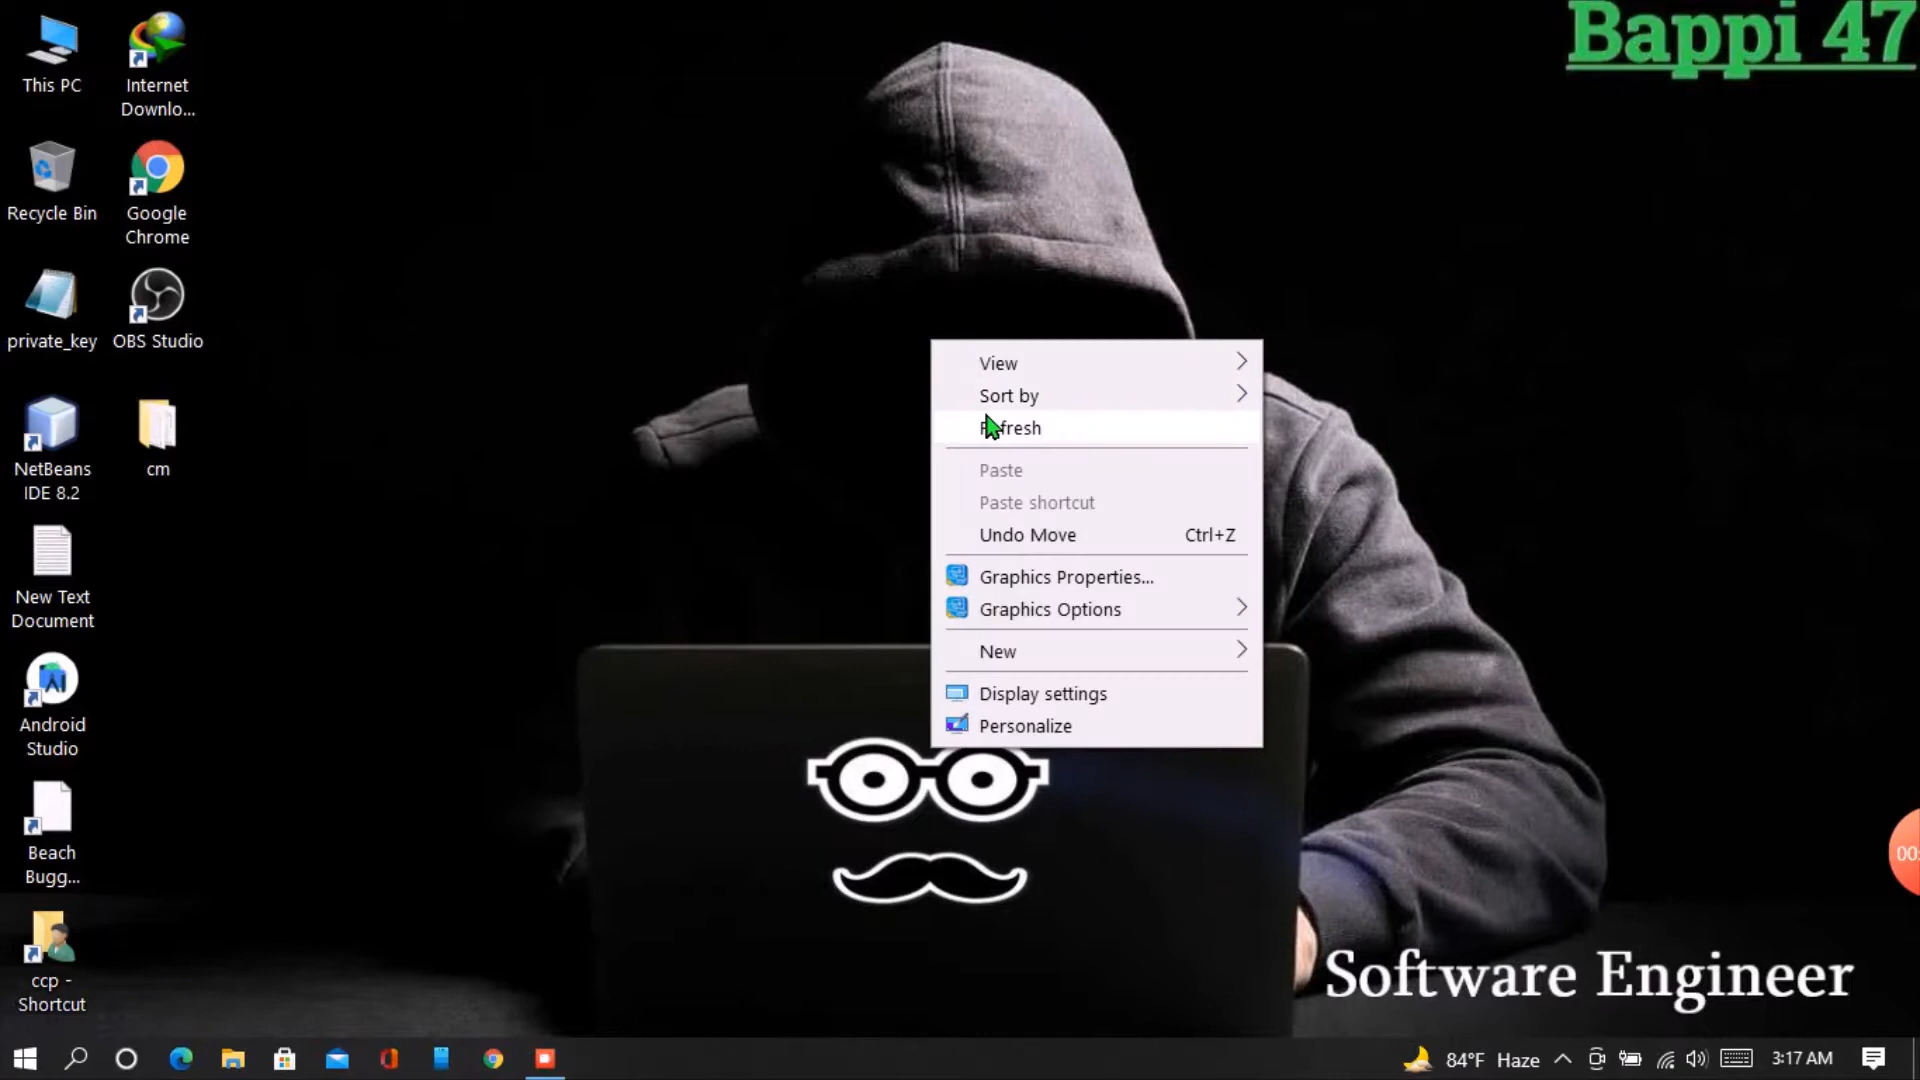 Bappi 47
This PC
Internet
Downlo...
Recycle Bin
Google
Chrome
private_key
OBS Studio
NetBeans
IDE 8.2
cm
New Text
Document
Android
Studio
Beach
Bugg...
ccp -
Shortcut
View
Sort by
Refresh
Paste
Paste shortcut
Undo Move Ctrl+Z
Graphics Properties...
Graphics Options
New
Display settings
Personalize
Software Engineer
00:
84°F Haze
3:17 AM